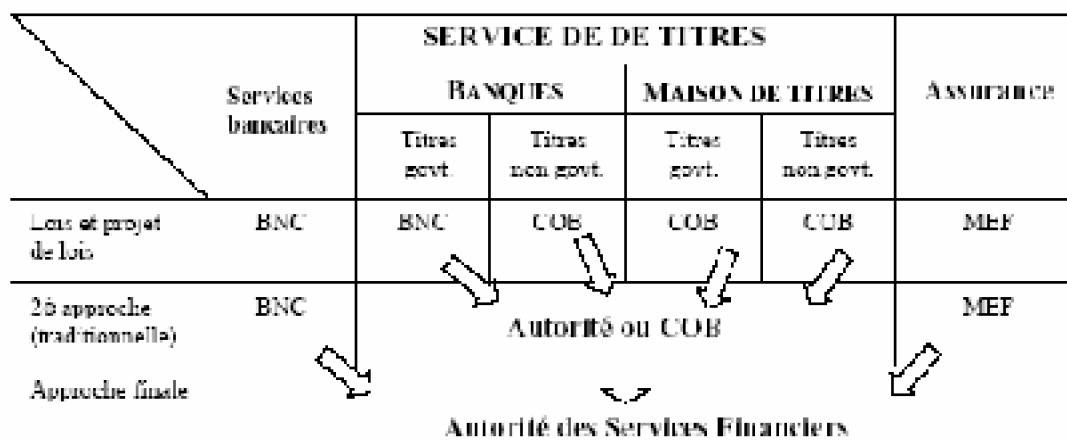 SERVICE DE DE TITRES
Services
bancaires
BANQUES
MAISON DE TITRES
Assurance
Titres
govt.
Titres
non govt.
Titres
govt.
Titres
non govt.
Lois et projet
de lois
BNC
BNC
COB
COB
COB
MEF
2è approche
(traditionnelle)
BNC
Autorité ou COB
MEF
Approche finale
Autorité des Services Financiers